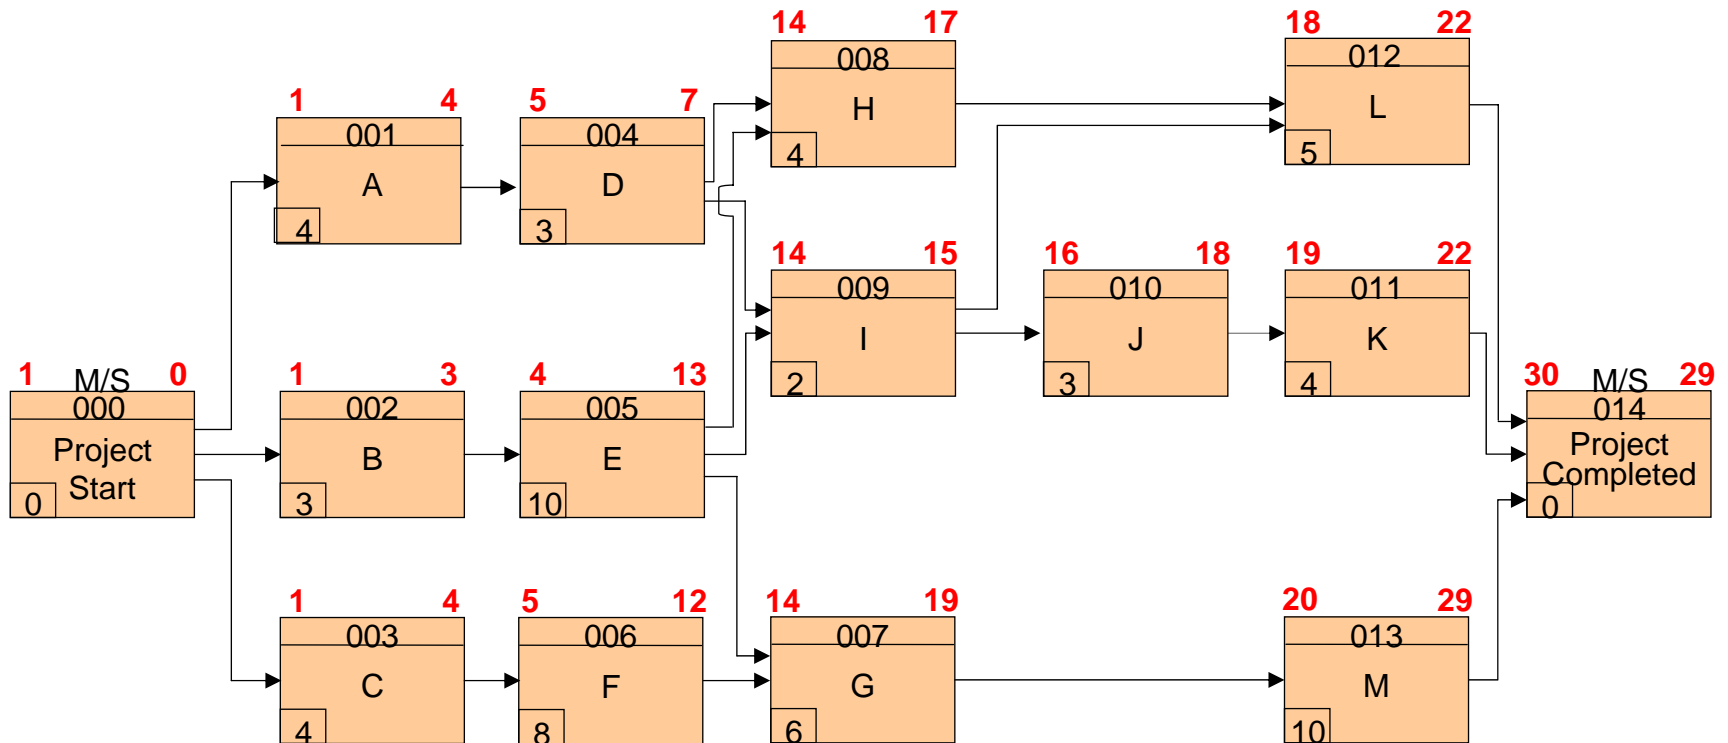 14 17
008
H
4
18 22
012
L
5
1 4
001
A
4
5 7
004
D
3
14 15
009
I
2
16 18
010
J
3
19 22
011
K
4
1 M/S 0
000
Project
Start
0
1 3
002
B
3
4 13
005
E
10
30 M/S 29
014
Project
Completed
0
1 4
003
C
4
5 12
006
F
8
14 19
007
G
6
20 29
013
M
10